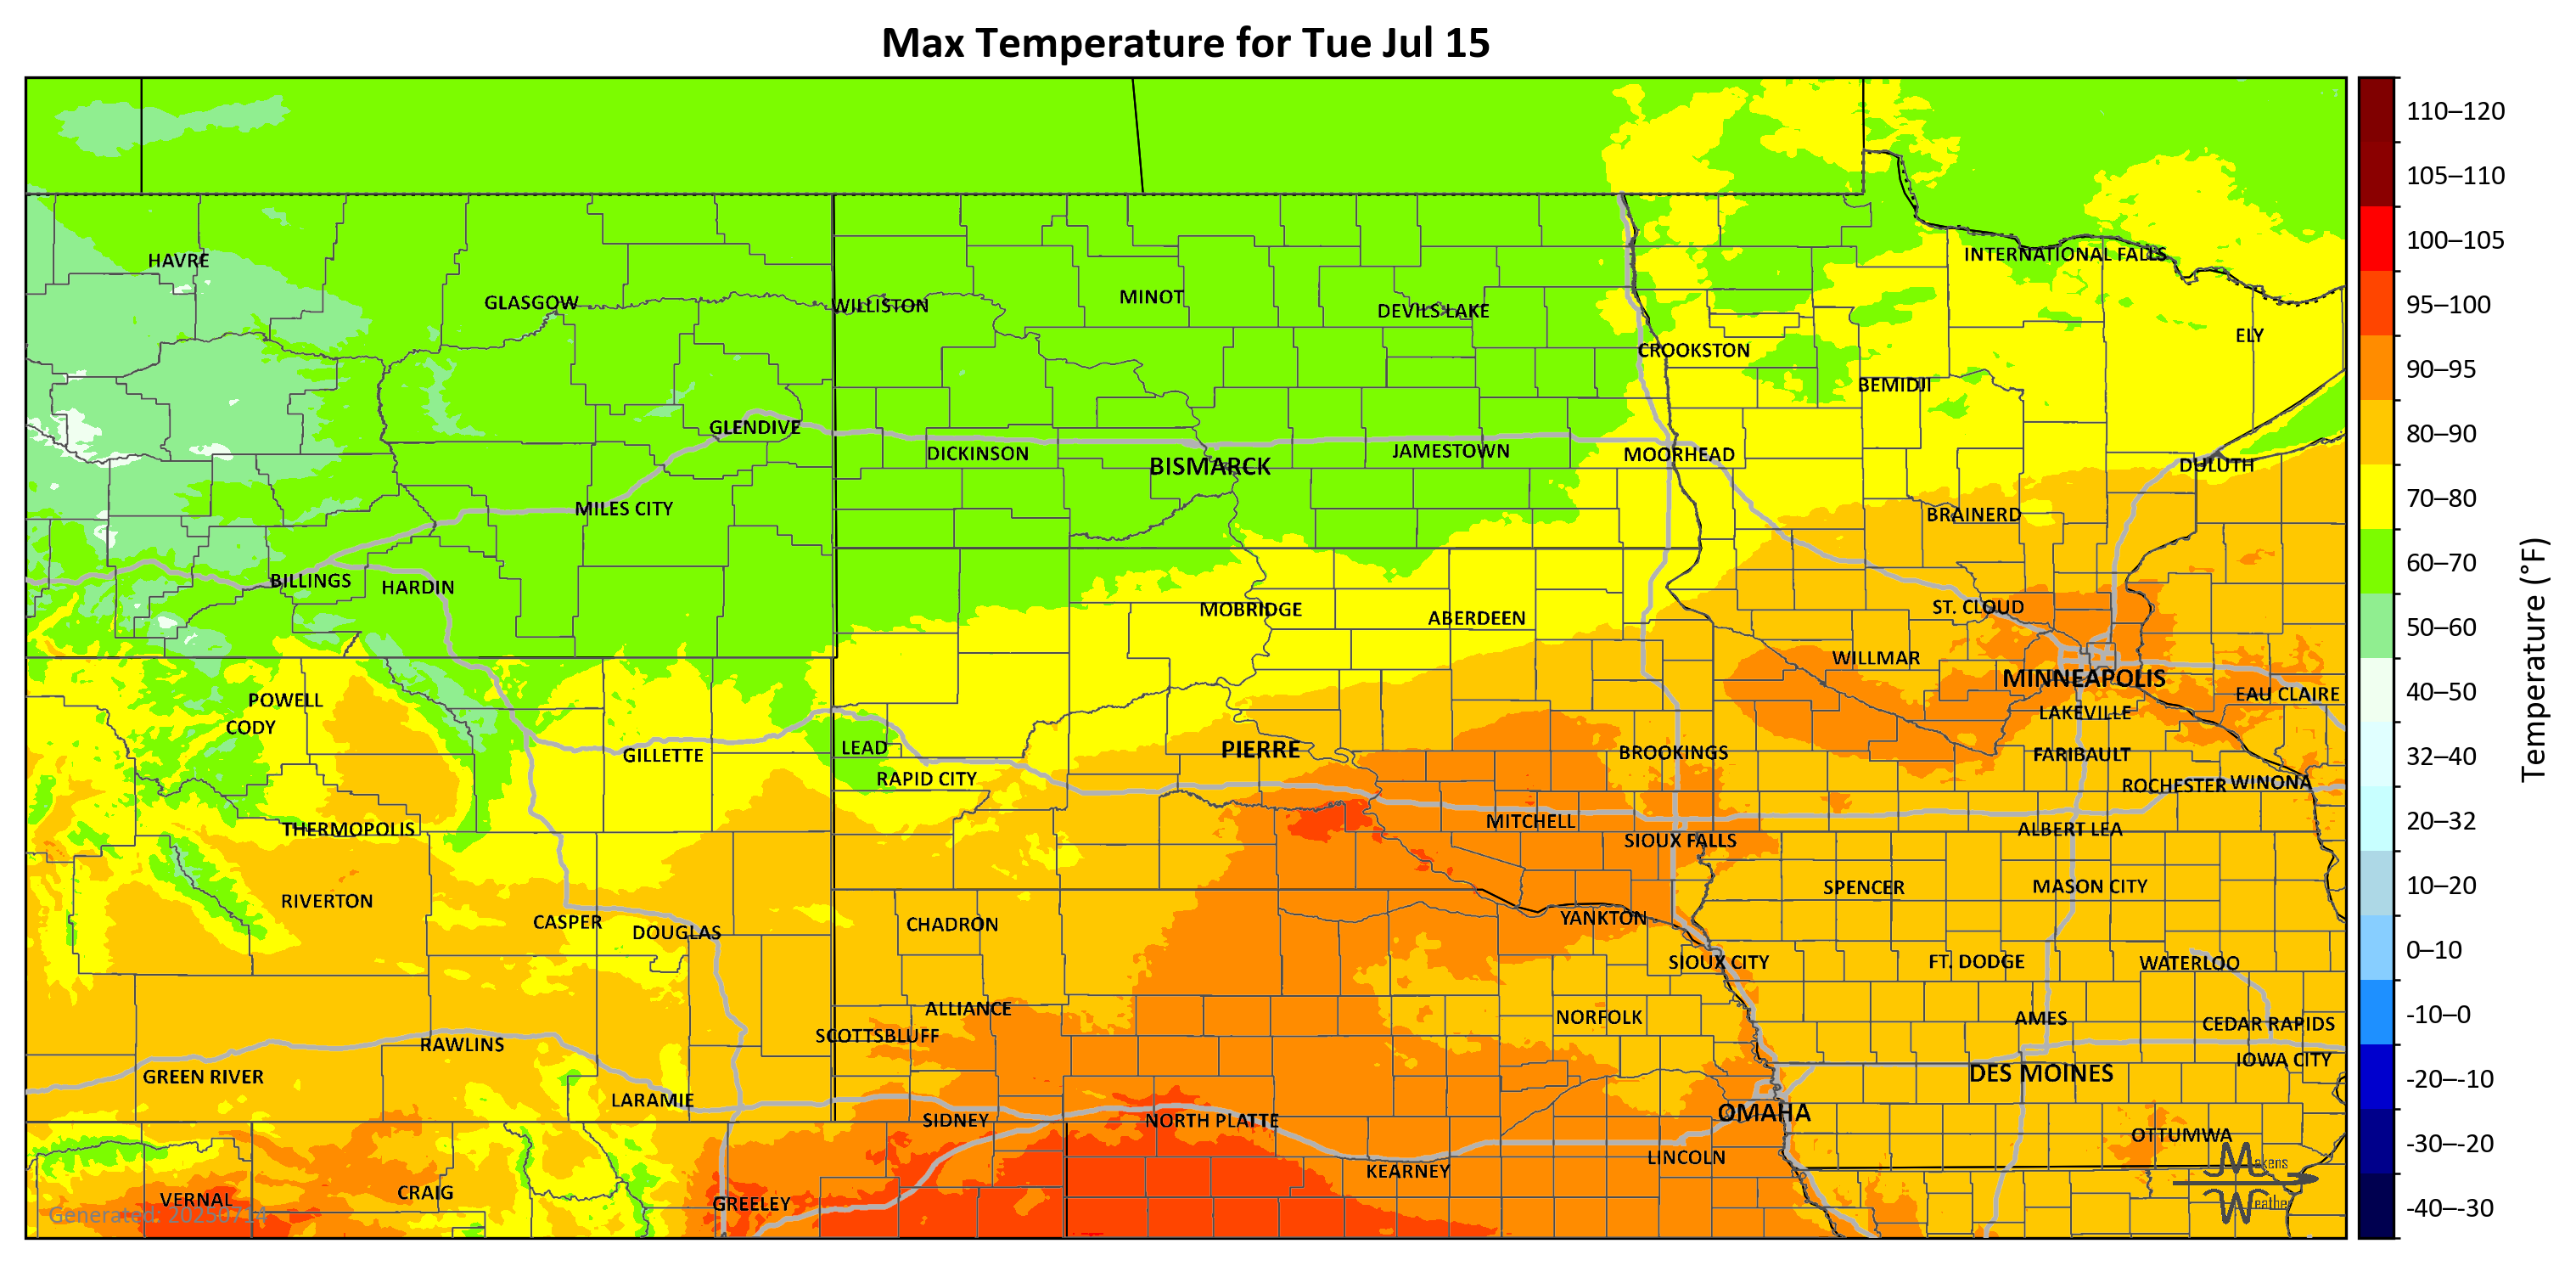 Max Temperature for Tue Jul 15
HAVRE
GLASGOW
WILLISTON
MINOT
DEVILS LAKE
INTERNATIONAL FALLS
CROOKSTON
ELY
BEMIDJI
GLENDIVE
DICKINSON
BISMARCK
JAMESTOWN
MOORHEAD
DULUTH
MILES CITY
BRAINERD
BILLINGS
HARDIN
MOBRIDGE
ABERDEEN
ST. CLOUD
WILLMAR
MINNEAPOLIS
EAU CLAIRE
POWELL
CODY
LAKEVILLE
GILLETTE
LEAD
PIERRE
BROOKINGS
FARIBAULT
RAPID CITY
ROCHESTER
WINONA
THERMOPOLIS
MITCHELL
ALBERT LEA
SIOUX FALLS
SPENCER
MASON CITY
RIVERTON
CASPER
DOUGLAS
CHADRON
YANKTON
SIOUX CITY
FT. DODGE
WATERLOO
ALLIANCE
NORFOLK
AMES
CEDAR RAPIDS
SCOTTSBLUFF
RAWLINS
IOWA CITY
GREEN RIVER
DES MOINES
LARAMIE
SIDNEY
NORTH PLATTE
OMAHA
OTTUMWA
KEARNEY
LINCOLN
VERNAL
CRAIG
GREELEY
Generated: 20250714
Makens
Weather
110–120
105–110
100–105
95–100
90–95
80–90
70–80
60–70
50–60
40–50
32–40
20–32
10–20
0–10
-10–0
-20–-10
-30–-20
-40–-30
Temperature (°F)